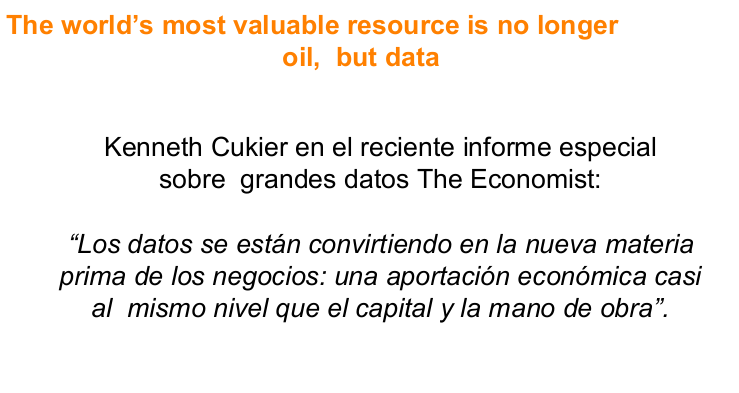 The world’s most valuable resource is no longer
oil, but data
Kenneth Cukier en el reciente informe especial
sobre grandes datos The Economist:
“Los datos se están convirtiendo en la nueva materia
prima de los negocios: una aportación económica casi
al mismo nivel que el capital y la mano de obra”.